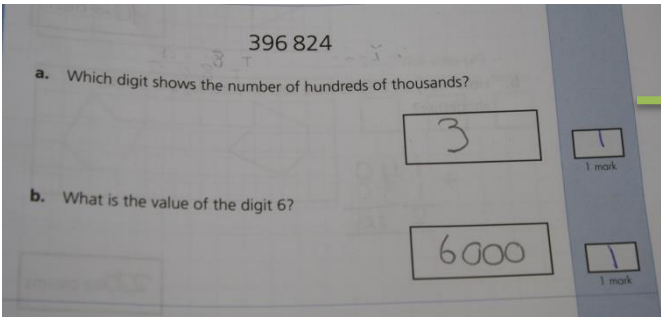 396 824
a. Which digit shows the number of hundreds of thousands?
3
1
1 mark
b. What is the value of the digit 6?
6000
1
1 mark